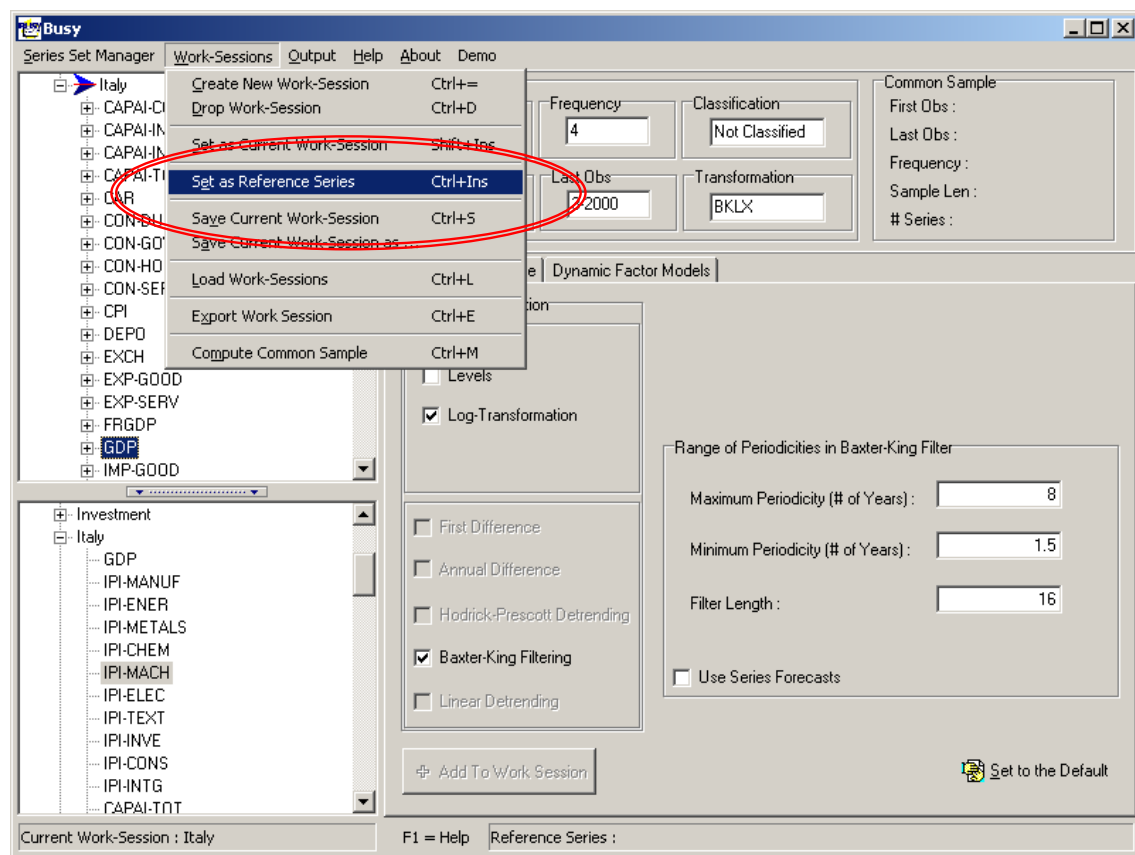 Busy
Series Set Manager Work-Sessions Output Help About Demo
Italy
CAPAI-
CAPAI-IN
CAPAI-IN
CAPAI-T
CAR
CON-DU
CON-GO
CON-HO
CON-SER
CPI
DEPO
EXCH
EXP-GOOD
EXP-SERV
FRGDP
GDP
IMP-GOOD
Create New Work-Session Ctrl+=
Drop Work-Session Ctrl+D
Set as Current Work-Session Shift+Ins
Set as Reference Series Ctrl+Ins
Save Current Work-Session Ctrl+S
Save Current Work-Session as ...
Load Work-Sessions Ctrl+L
Export Work Session Ctrl+E
Compute Common Sample Ctrl+M
Frequency
4
Classification
Not Classified
Last Obs
2000
Transformation
BKLX
Common Sample
First Obs :
Last Obs :
Frequency :
Sample Len :
# Series :
e Dynamic Factor Models
ion
Levels
Log-Transformation
First Difference
Annual Difference
Hodrick-Prescott Detrending
Baxter-King Filtering
Linear Detrending
Range of Periodicities in Baxter-King Filter
Maximum Periodicity (# of Years) : 8
Minimum Periodicity (# of Years) : 1.5
Filter Length : 16
Use Series Forecasts
Add To Work Session
Set to the Default
Investment
Italy
GDP
IPI-MANUF
IPI-ENER
IPI-METALS
IPI-CHEM
IPI-MACH
IPI-ELEC
IPI-TEXT
IPI-INVE
IPI-CONS
IPI-INTG
CAPAI-TOT
Current Work-Session : Italy
F1 = Help
Reference Series :